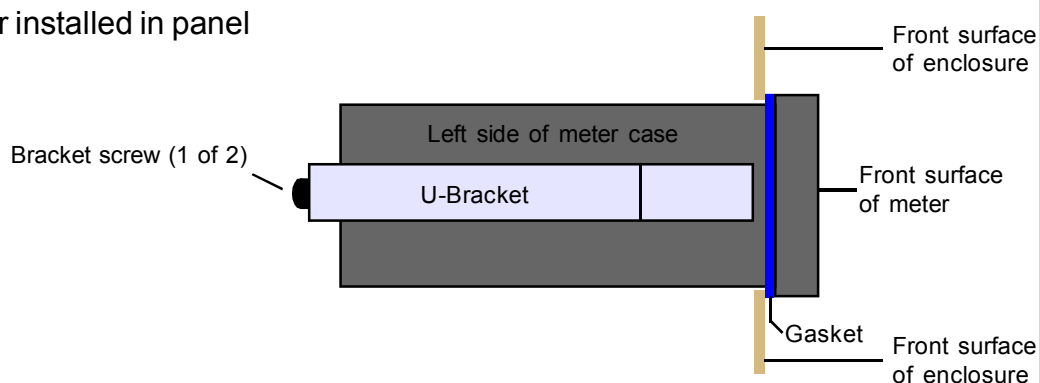 r installed in panel
Front surface
of enclosure
Left side of meter case
Bracket screw (1 of 2)
U-Bracket
Front surface
of meter
Gasket
Front surface
of enclosure